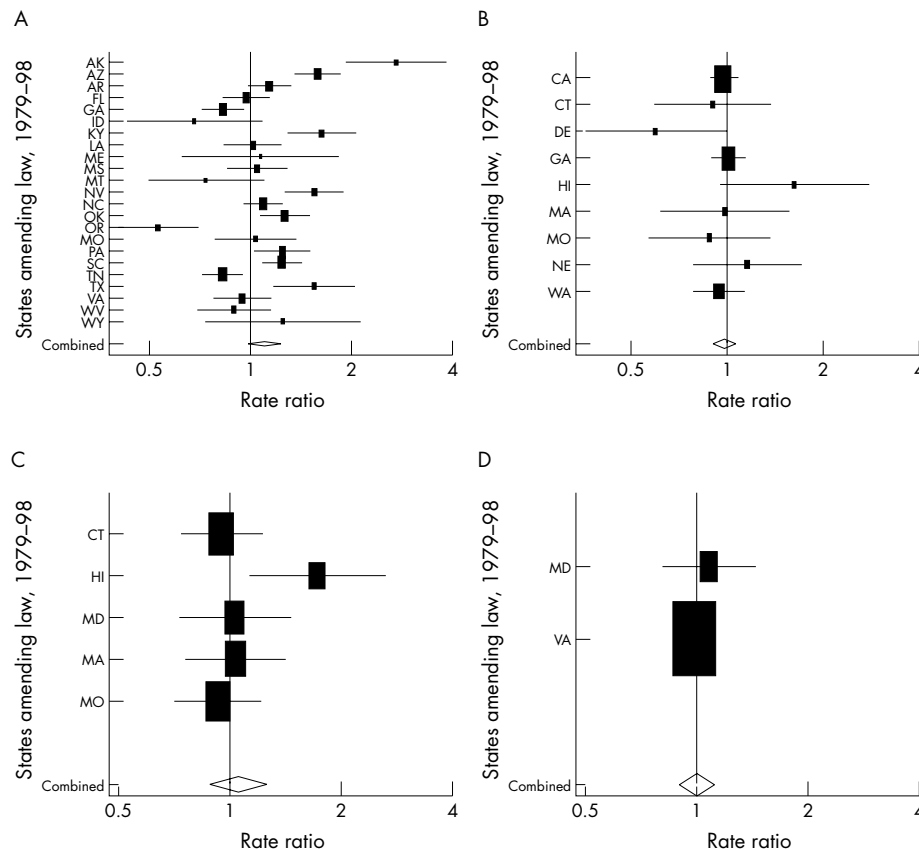 A
States amending law, 1979–98
AK
AZ
AR
FL
GA
ID
KY
LA
ME
MS
MT
NV
NC
OK
OR
MO
PA
SC
TN
TX
VA
WV
WY
Combined
0.5 1 2 4
Rate ratio
B
States amending law, 1979–98
CA
CT
DE
GA
HI
MA
MO
NE
WA
Combined
0.5 1 2 4
Rate ratio
C
States amending law, 1979–98
CT
HI
MD
MA
MO
Combined
0.5 1 2 4
Rate ratio
D
States amending law, 1979–98
MD
VA
Combined
0.5 1 2 4
Rate ratio